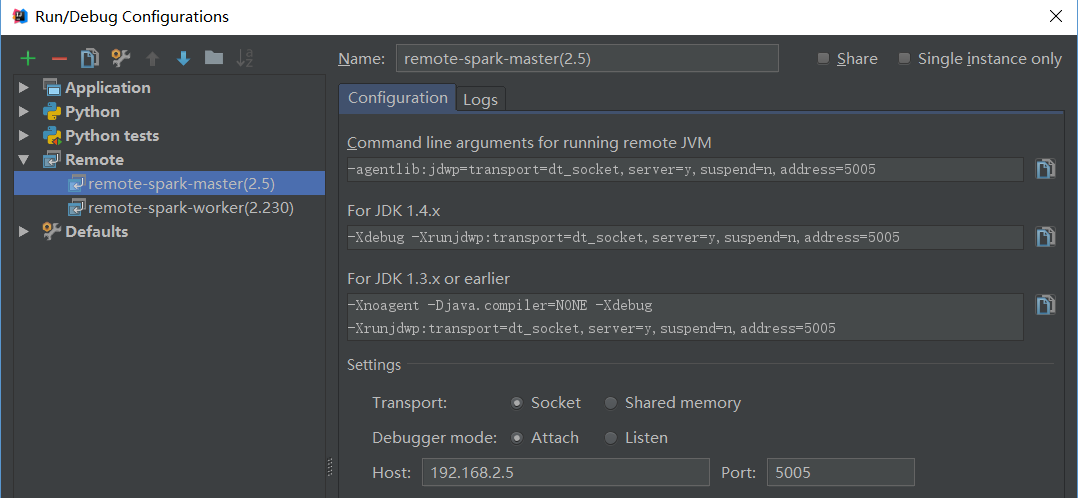 Run/Debug Configurations
Name: remote-spark-master(2.5) Share Single instance only
Application
Python
Python tests
Remote
remote-spark-master(2.5)
remote-spark-worker(2.230)
Defaults
Configuration Logs
Command line arguments for running remote JVM
-agentlib:jdwp=transport=dt_socket,server=y,suspend=n,address=5005
For JDK 1.4.x
-Xdebug -Xrunjdwp:transport=dt_socket,server=y,suspend=n,address=5005
For JDK 1.3.x or earlier
-Xnoagent -Djava.compiler=NONE -Xdebug
-Xrunjdwp:transport=dt_socket,server=y,suspend=n,address=5005
Settings
Transport: Socket Shared memory
Debugger mode: Attach Listen
Host: 192.168.2.5 Port: 5005